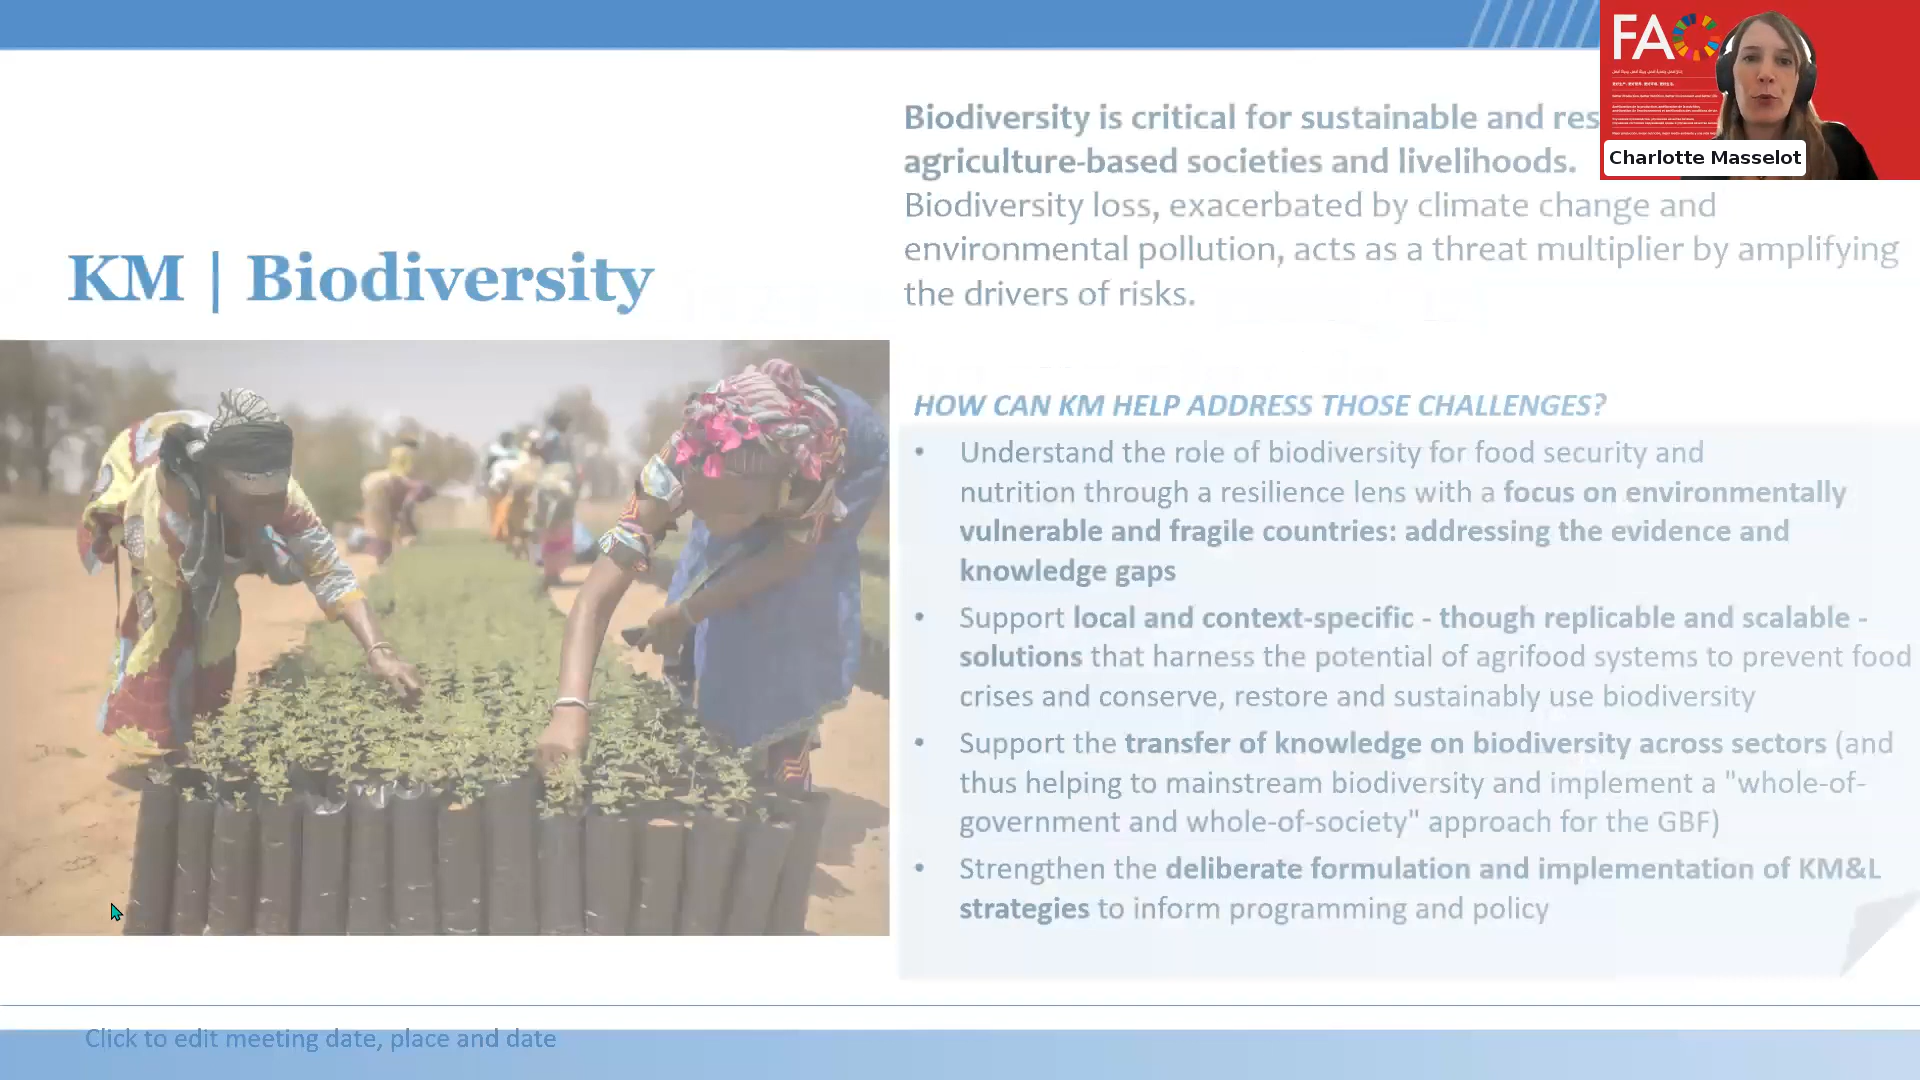 FAO
Charlotte Masselot
Biodiversity is critical for sustainable and res
agriculture-based societies and livelihoods.
Biodiversity loss, exacerbated by climate change and
environmental pollution, acts as a threat multiplier by amplifying
the drivers of risks.
KM | Biodiversity
HOW CAN KM HELP ADDRESS THOSE CHALLENGES?
• Understand the role of biodiversity for food security and
nutrition through a resilience lens with a focus on environmentally
vulnerable and fragile countries: addressing the evidence and
knowledge gaps
• Support local and context-specific - though replicable and scalable -
solutions that harness the potential of agrifood systems to prevent food
crises and conserve, restore and sustainably use biodiversity
• Support the transfer of knowledge on biodiversity across sectors (and
thus helping to mainstream biodiversity and implement a "whole-of-
government and whole-of-society" approach for the GBF)
• Strengthen the deliberate formulation and implementation of KM&L
strategies to inform programming and policy
Click to edit meeting date, place and date